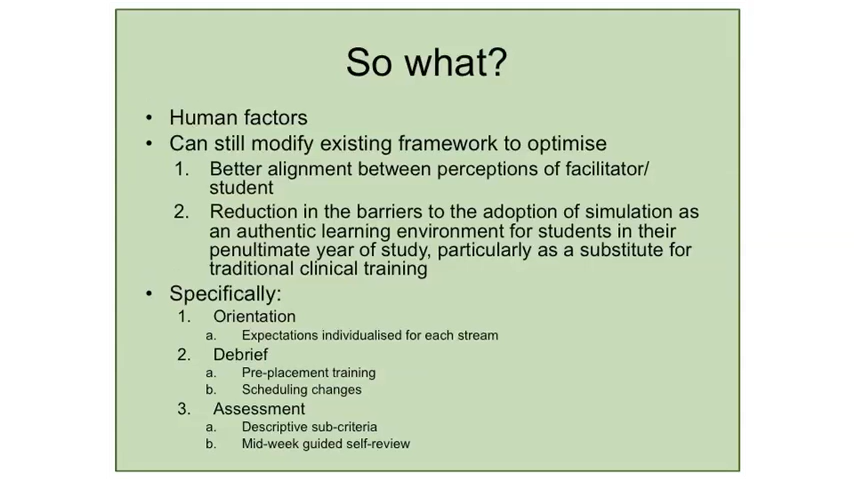 So what?
• Human factors
• Can still modify existing framework to optimise
1. Better alignment between perceptions of facilitator/
student
2. Reduction in the barriers to the adoption of simulation as
an authentic learning environment for students in their
penultimate year of study, particularly as a substitute for
traditional clinical training
• Specifically:
1. Orientation
a. Expectations individualised for each stream
2. Debrief
a. Pre-placement training
b. Scheduling changes
3. Assessment
a. Descriptive sub-criteria
b. Mid-week guided self-review